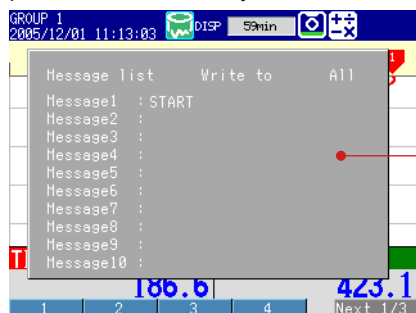 GROUP 1
2005/12/01 11:13:03 DISP 59min
1
Message list Write to All
Message1 :START
Message2 :
Message3 :
Message4 :
Message5 :
Message6 :
Message7 :
Message8 :
Message9 :
Message10 :
T
186.6 423.1
1 2 3 4 Next 1/3